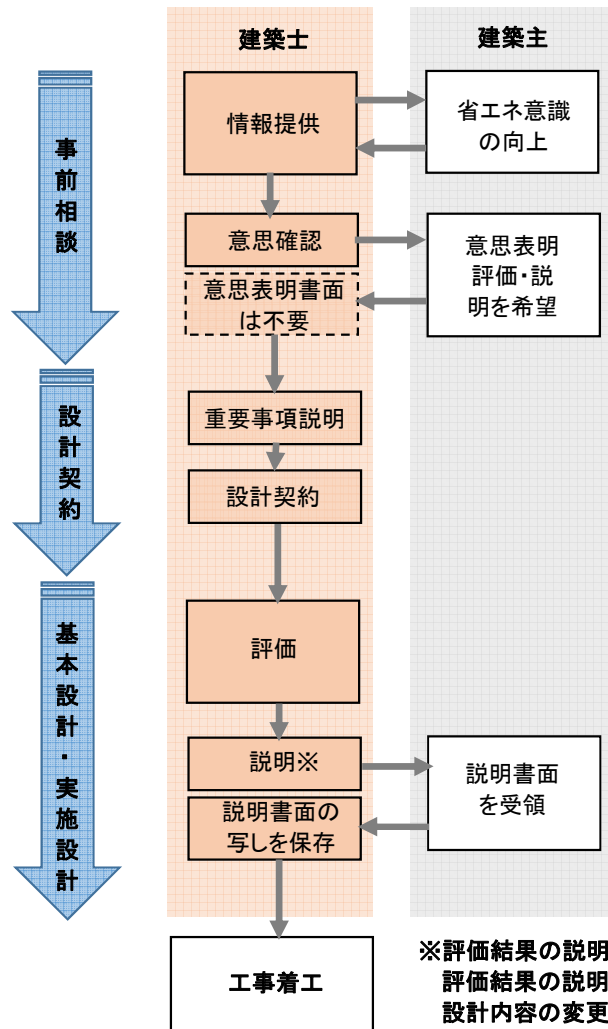 建築士
建築主
事前相談
情報提供
省エネ意識
の向上
意思確認
意思表明
評価・説
明を希望
意思表明書面
は不要
設計契約
重要事項説明
設計契約
基本設計・実施設計
評価
説明※
説明書面
を受領
説明書面の
写しを保存
工事着工
※評価結果の説明
評価結果の説明
設計内容の変更